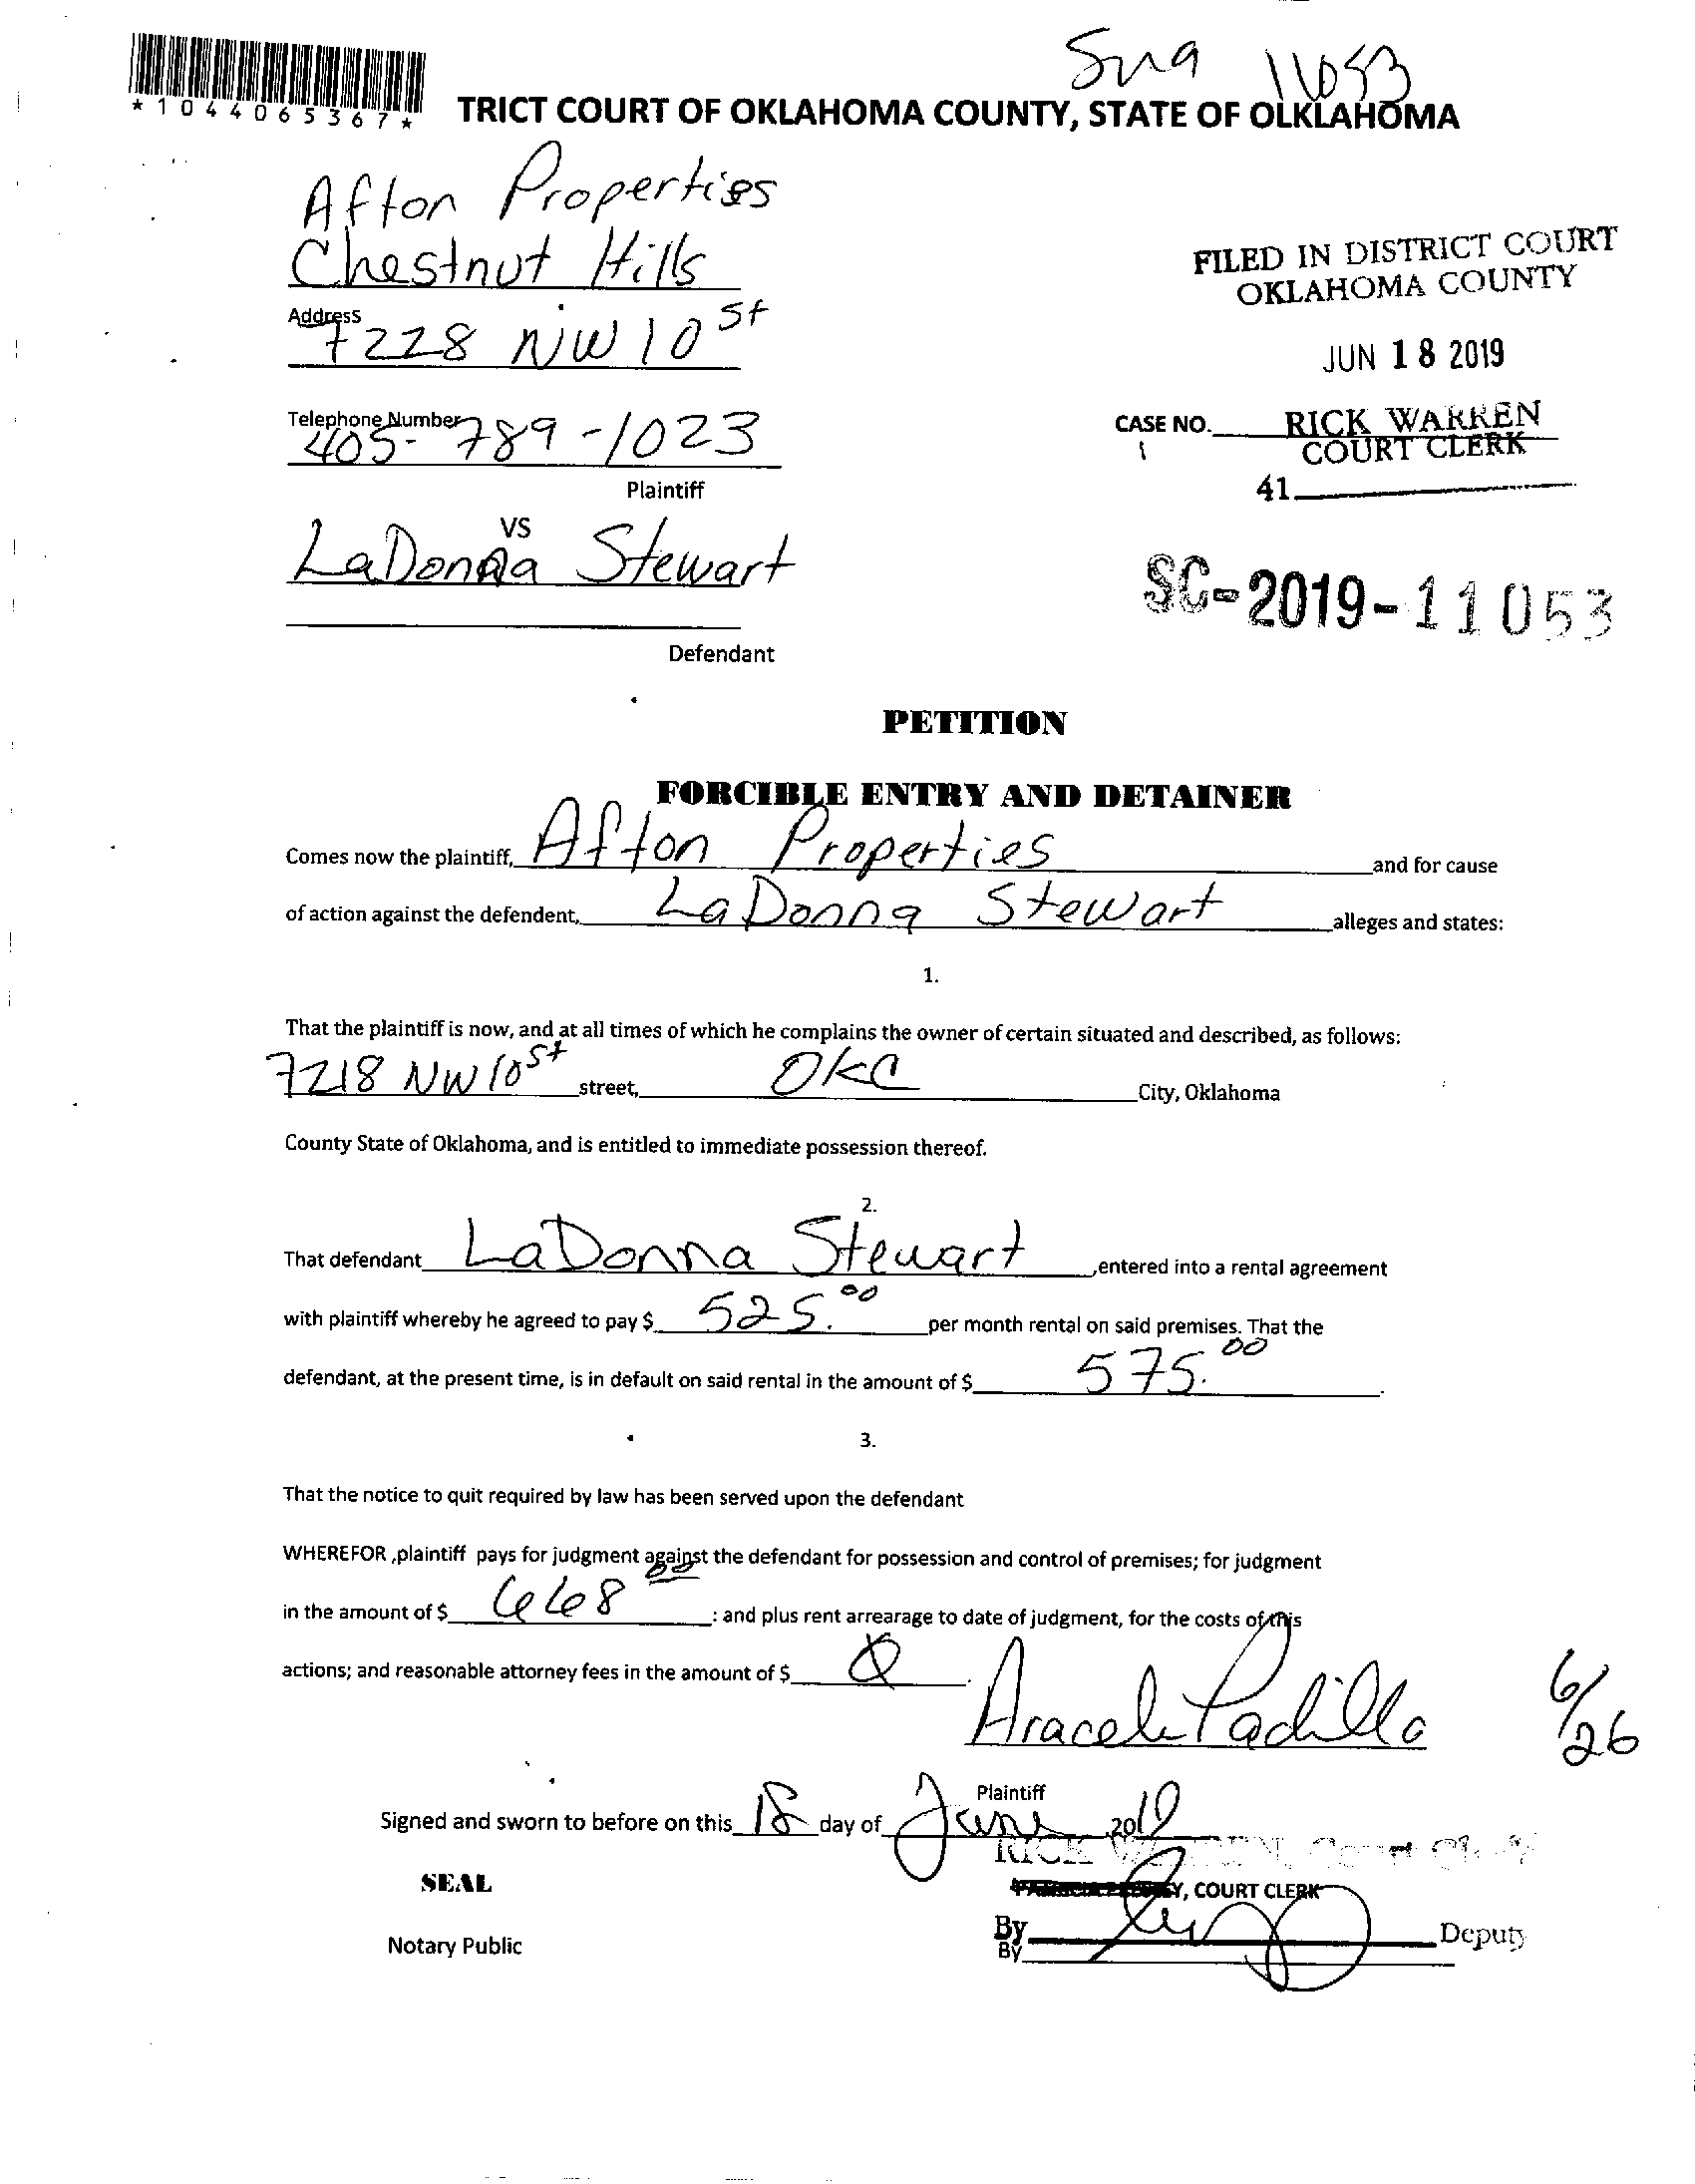 Sng 11053
*1044065367*
TRICT COURT OF OKLAHOMA COUNTY, STATE OF OLKLAHOMA
Afton Properties
Chestnut Hills
Address
7228 NW 10 St
FILED IN DISTRICT COURT
OKLAHOMA COUNTY
JUN 18 2019
Telephone Number
405-789-1023
Plaintiff
CASE NO.
RICK WARREN
COURT CLERK
41
VS
LaDonna Stewart
Defendant
SC-2019-11053
PETITION
FORCIBLE ENTRY AND DETAINER
Comes now the plaintiff, Afton Properties and for cause
of action against the defendent, LaDonna Stewart alleges and states:
1.
That the plaintiff is now, and at all times of which he complains the owner of certain situated and described, as follows:
7218 NW 10 St street, OKC City, Oklahoma
County State of Oklahoma, and is entitled to immediate possession thereof.
2.
That defendant LaDonna Stewart ,entered into a rental agreement
with plaintiff whereby he agreed to pay $ 525.00 per month rental on said premises. That the
defendant, at the present time, is in default on said rental in the amount of $ 575.00.
3.
That the notice to quit required by law has been served upon the defendant
WHEREFOR ,plaintiff pays for judgment against the defendant for possession and control of premises; for judgment
in the amount of $ 668 00 : and plus rent arrearage to date of judgment, for the costs of this
actions; and reasonable attorney fees in the amount of $ 0.
Araceli Padilla 6/26
Plaintiff
Signed and sworn to before on this 18 day of June 2019
RICK WARREN, Court Clerk
SEAL
Y, COURT CLERK
By Deputy
Notary Public
By